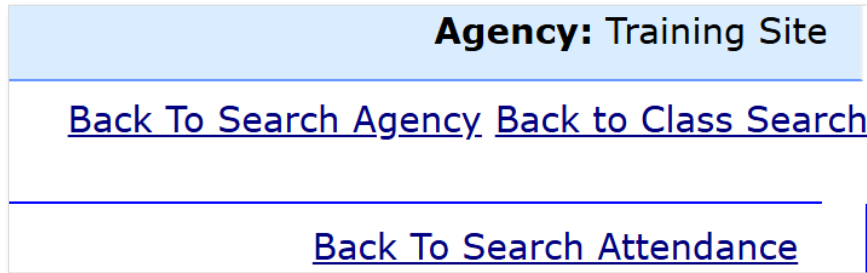 Agency: Training Site
Back To Search Agency Back to Class Search
Back To Search Attendance